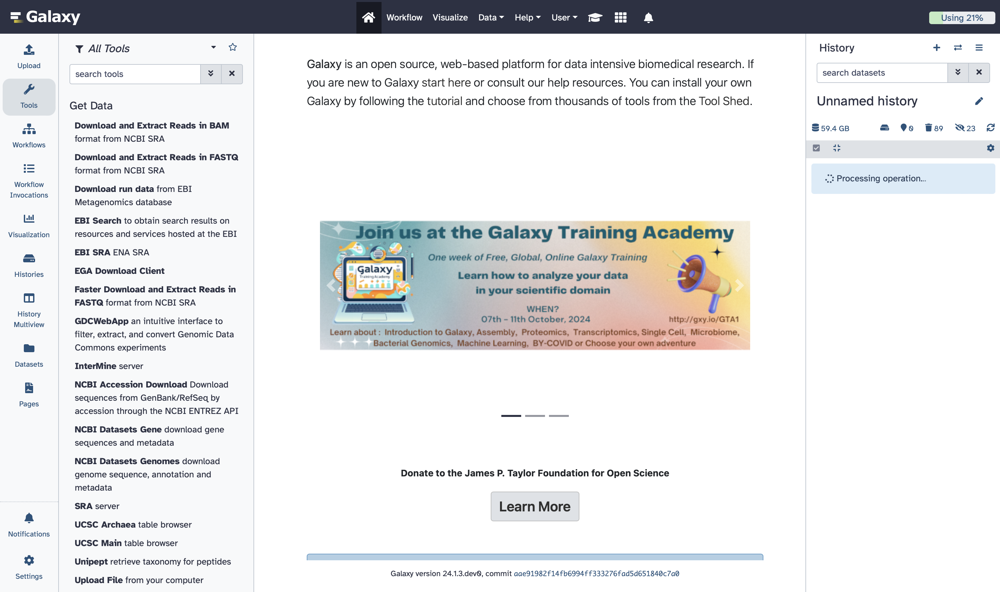 Galaxy
Workflow
Visualize
Data
Help
User
Using 21%
Upload
Tools
Workflows
Workflow
Invocations
Visualization
Histories
History
Multiview
Datasets
Pages
Notifications
Settings
All Tools
search tools
Get Data
Download and Extract Reads in BAM
format from NCBI SRA
Download and Extract Reads in FASTQ
format from NCBI SRA
Download run data from EBI
Metagenomics database
EBI Search to obtain search results on
resources and services hosted at the EBI
EBI SRA ENA SRA
EGA Download Client
Faster Download and Extract Reads in
FASTQ format from NCBI SRA
GDCWebApp an intuitive interface to
filter, extract, and convert Genomic Data
Commons experiments
InterMine server
NCBI Accession Download Download
sequences from GenBank/RefSeq by
accession through the NCBI ENTREZ API
NCBI Datasets Gene download gene
sequences and metadata
NCBI Datasets Genomes download
genome sequence, annotation and
metadata
SRA server
UCSC Archaea table browser
UCSC Main table browser
Unipept retrieve taxonomy for peptides
Upload File from your computer
Galaxy is an open source, web-based platform for data intensive biomedical research. If
you are new to Galaxy start here or consult our help resources. You can install your own
Galaxy by following the tutorial and choose from thousands of tools from the Tool Shed.
Join us at the Galaxy Training Academy
One week of Free, Global, Online Galaxy Training
Galaxy
Training Academy
Learn how to analyze your data
in your scientific domain
WHEN?
07th – 11th October, 2024
http://gxy.io/GTA1
Learn about : Introduction to Galaxy, Assembly, Proteomics, Transcriptomics, Single Cell, Microbiome,
Bacterial Genomics, Machine Learning, BY-COVID or Choose your own adventure
Donate to the James P. Taylor Foundation for Open Science
Learn More
Galaxy version 24.1.3.dev0, commit aae91982f14fb6994ff333276fad5d651840c7a0
History
search datasets
Unnamed history
59.4 GB
0
89
23
Processing operation...